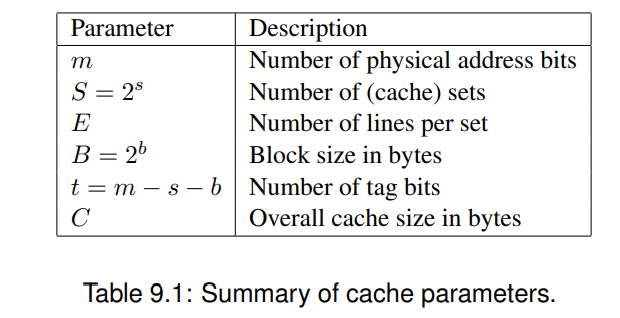 Parameter Description
m Number of physical address bits
S = 2^s Number of (cache) sets
E Number of lines per set
B = 2^b Block size in bytes
t = m − s − b Number of tag bits
C Overall cache size in bytes
Table 9.1: Summary of cache parameters.